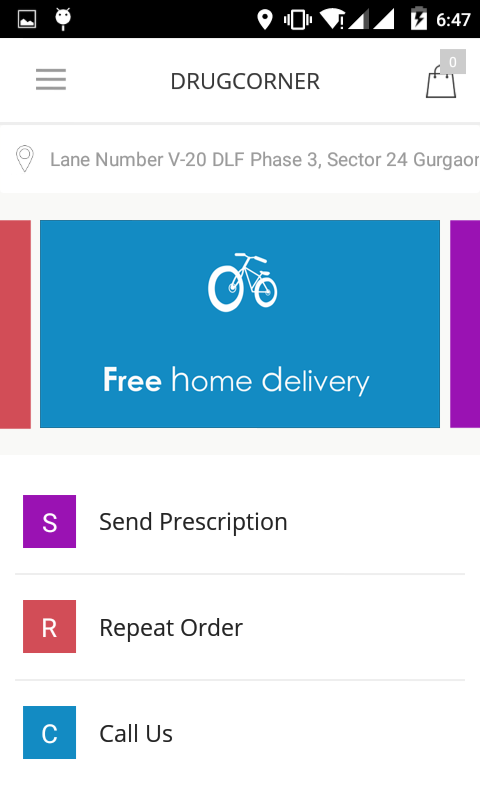 6:47
DRUGCORNER
0
Lane Number V-20 DLF Phase 3, Sector 24 Gurgaon
Free home delivery
S
Send Prescription
R
Repeat Order
C
Call Us